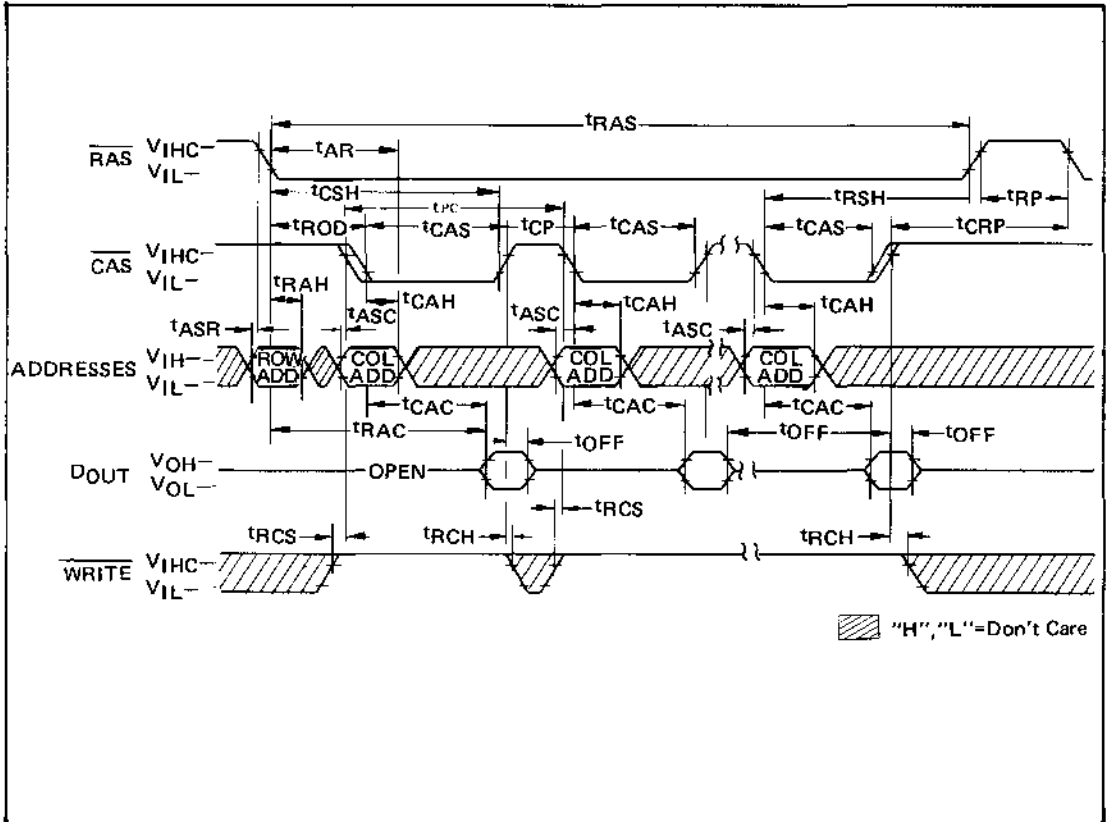 tRAS
RAS VIHC
VIL
tAR
tCSH
tRSH
tRP
tPC
tROD
tCAS
tCP
tCAS
tCAS
tCRP
CAS VIHC
VIL
tRAH
tCAH
tCAH
tCAH
tASR
tASC
tASC
tASC
ADDRESSES VIH
VIL
ROW ADD
COL ADD
COL ADD
COL ADD
tCAC
tCAC
tCAC
tRAC
tOFF
tOFF
tOFF
DOUT VOH
VOL
OPEN
tRCS
tRCS
tRCH
tRCH
WRITE VIHC
VIL
"H","L"=Don't Care